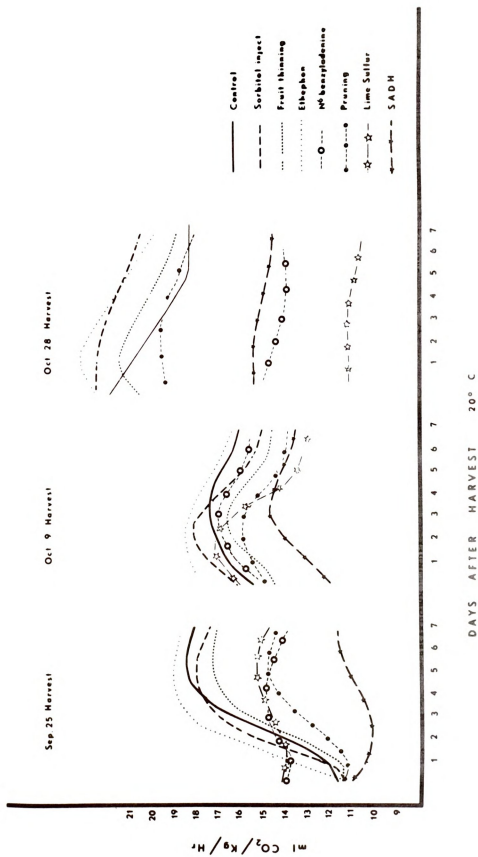 Sep 25 Harvest
Oct 9 Harvest
Oct 28 Harvest
Control
Sorbitol inject
Fruit thinning
Ethephon
N6 benzyladenine
Pruning
Lime Sulfur
SADH
21
20
19
18
17
16
15
14
13
12
11
10
9
ml CO2/Kg/Hr
1 2 3 4 5 6 7
1 2 3 4 5 6 7
1 2 3 4 5 6 7
DAYS AFTER HARVEST 20° C